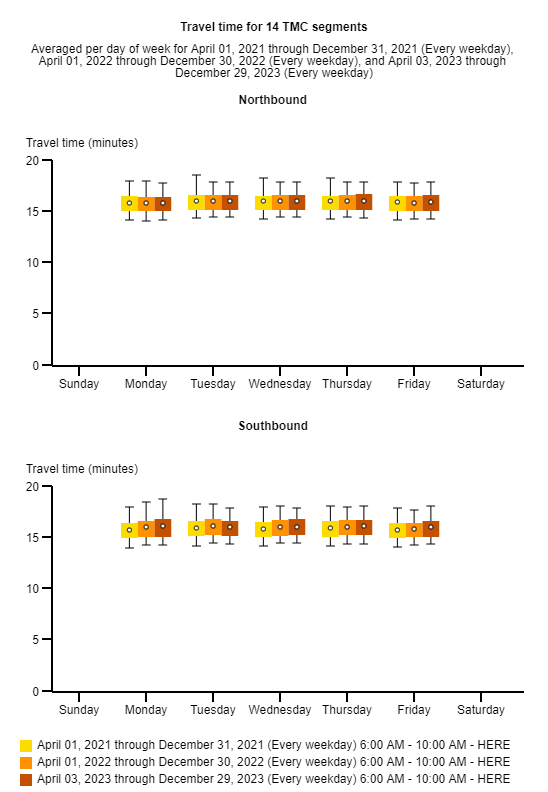 Travel time for 14 TMC segments
Averaged per day of week for April 01, 2021 through December 31, 2021 (Every weekday),
April 01, 2022 through December 30, 2022 (Every weekday), and April 03, 2023 through
December 29, 2023 (Every weekday)
Northbound
Travel time (minutes)
20
15
10
5
0
Sunday Monday Tuesday Wednesday Thursday Friday Saturday
Southbound
Travel time (minutes)
20
15
10
5
0
Sunday Monday Tuesday Wednesday Thursday Friday Saturday
April 01, 2021 through December 31, 2021 (Every weekday) 6:00 AM - 10:00 AM - HERE
April 01, 2022 through December 30, 2022 (Every weekday) 6:00 AM - 10:00 AM - HERE
April 03, 2023 through December 29, 2023 (Every weekday) 6:00 AM - 10:00 AM - HERE